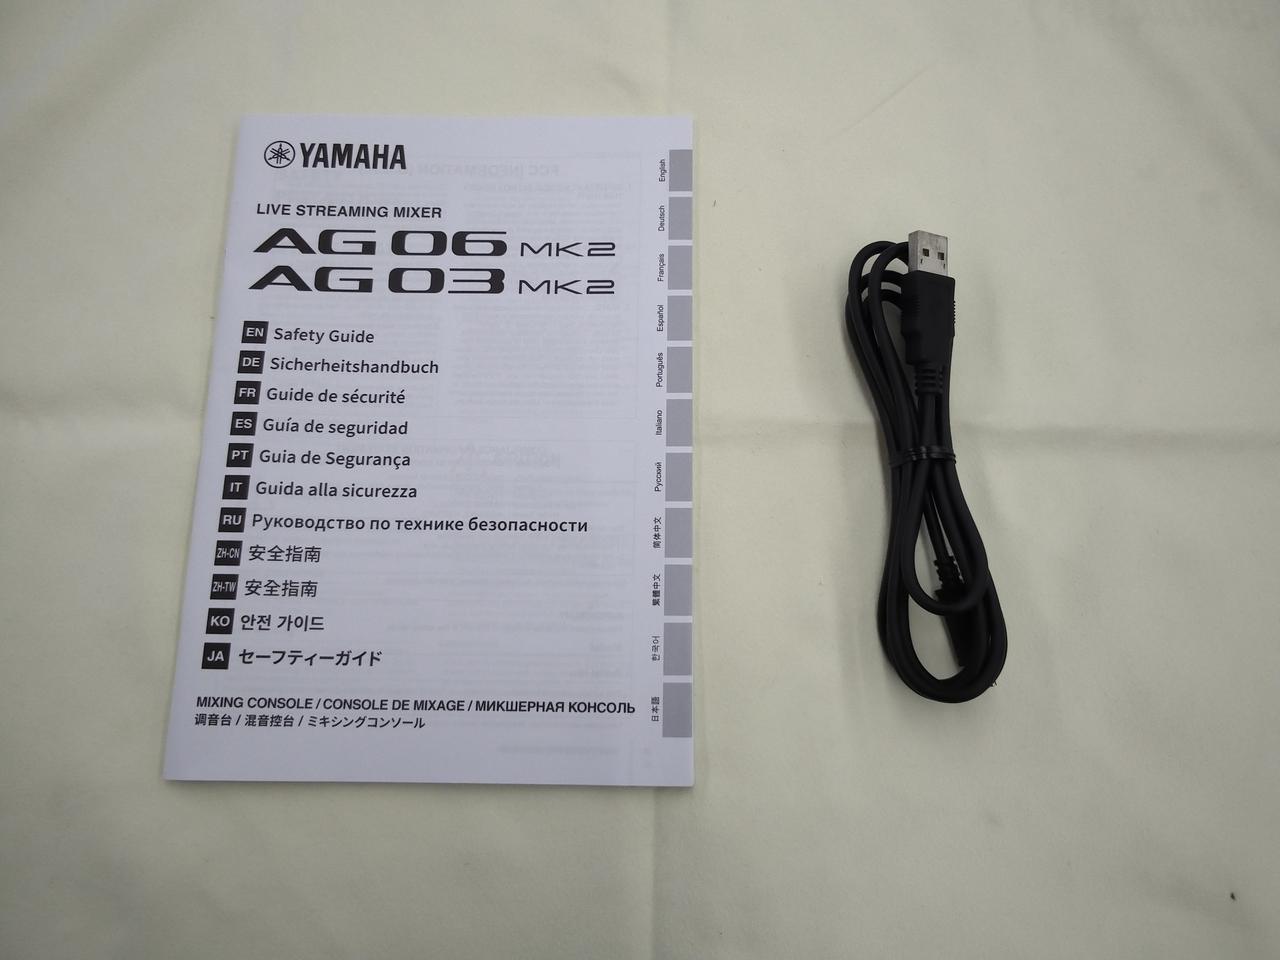 YAMAHA
LIVE STREAMING MIXER
AG06 MK2
AG03 MK2
EN Safety Guide
DE Sicherheitshandbuch
FR Guide de sécurité
ES Guía de seguridad
PT Guia de Segurança
IT Guida alla sicurezza
RU Руководство по технике безопасности
ZH-CN 安全指南
ZH-TW 安全指南
KO 안전 가이드
JA セーフティーガイド
MIXING CONSOLE / CONSOLE DE MIXAGE / МИКШЕРНАЯ КОНСОЛЬ
调音台 / 混音控台 / ミキシングコンソール
English
Deutsch
Français
Español
Português
Italiano
Русский
简体中文
繁體中文
한국어
日本語